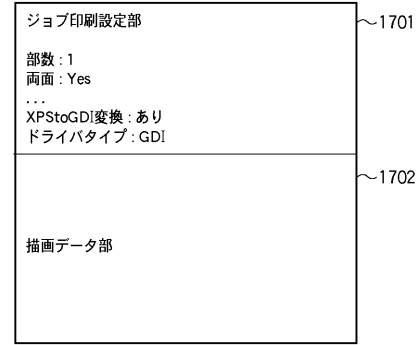 ジョブ印刷設定部
1701
部数 : 1
両面 : Yes
...
XPStoGDI変換 : あり
ドライバタイプ : GDI
1702
描画データ部